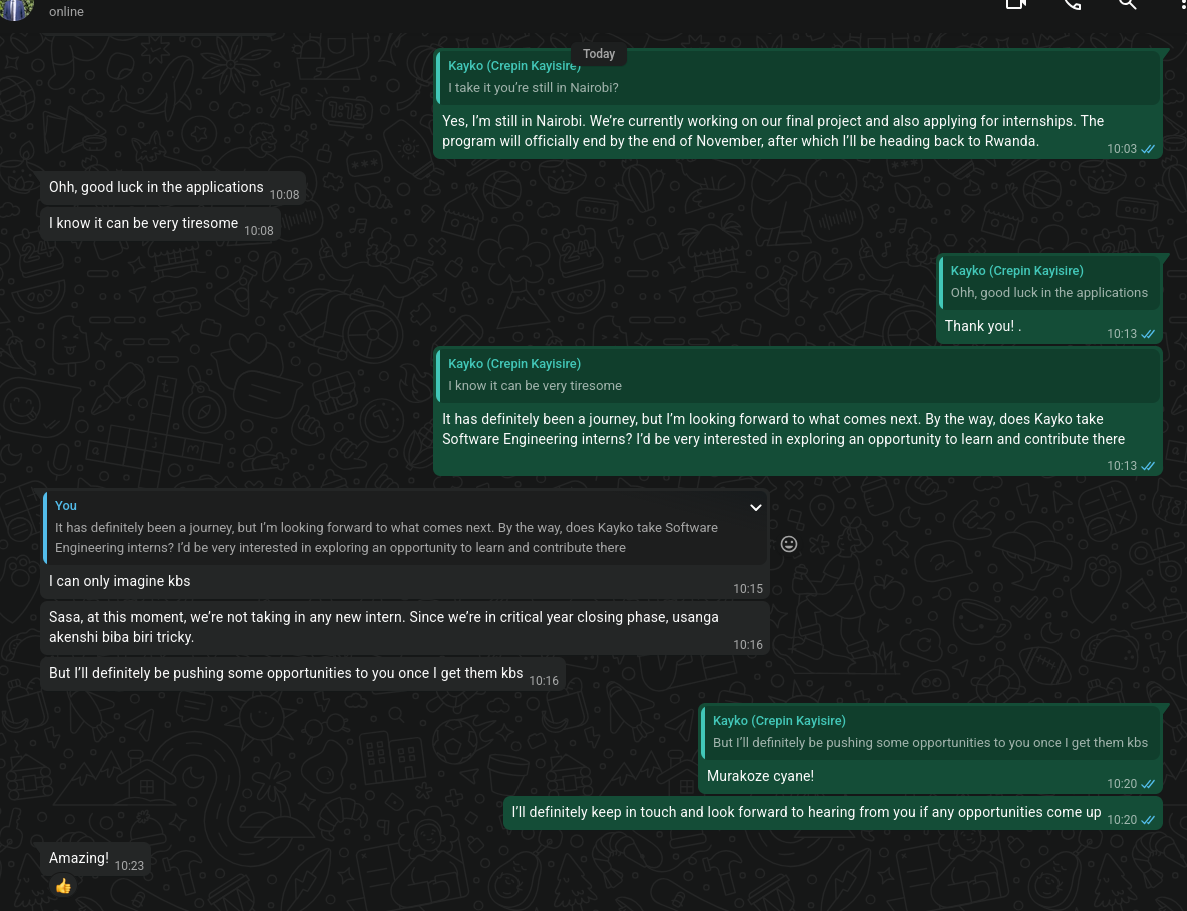 online
Today
Kayko (Crepin Kayisire)
I take it you’re still in Nairobi?
Yes, I’m still in Nairobi. We’re currently working on our final project and also applying for internships. The
program will officially end by the end of November, after which I’ll be heading back to Rwanda.
10:03
Ohh, good luck in the applications 10:08
I know it can be very tiresome 10:08
Kayko (Crepin Kayisire)
Ohh, good luck in the applications
Thank you! .
10:13
Kayko (Crepin Kayisire)
I know it can be very tiresome
It has definitely been a journey, but I’m looking forward to what comes next. By the way, does Kayko take
Software Engineering interns? I’d be very interested in exploring an opportunity to learn and contribute there
10:13
You
It has definitely been a journey, but I’m looking forward to what comes next. By the way, does Kayko take Software
Engineering interns? I’d be very interested in exploring an opportunity to learn and contribute there
I can only imagine kbs
10:15
Sasa, at this moment, we’re not taking in any new intern. Since we’re in critical year closing phase, usanga
akenshi biba biri tricky.
10:16
But I’ll definitely be pushing some opportunities to you once I get them kbs 10:16
Kayko (Crepin Kayisire)
But I’ll definitely be pushing some opportunities to you once I get them kbs
Murakoze cyane!
10:20
I’ll definitely keep in touch and look forward to hearing from you if any opportunities come up 10:20
Amazing! 10:23
👍